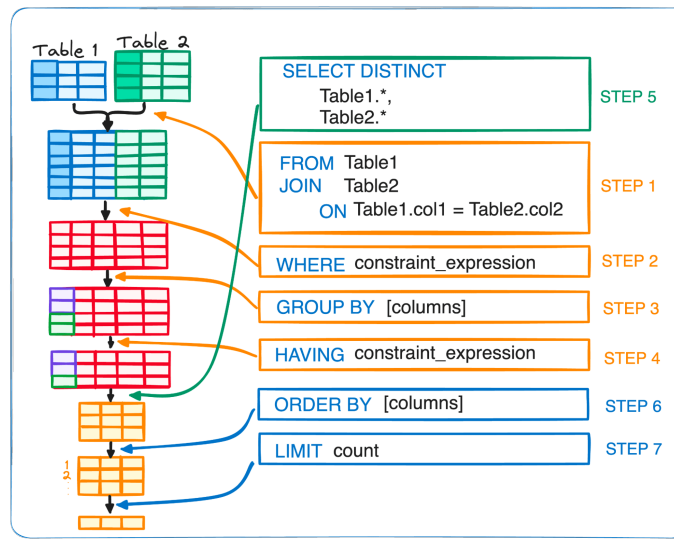 Table 1
Table 2
SELECT DISTINCT
Table1.*,
Table2.*
STEP 5
FROM Table1
JOIN Table2
ON Table1.col1 = Table2.col2
STEP 1
WHERE constraint_expression
STEP 2
GROUP BY [columns]
STEP 3
HAVING constraint_expression
STEP 4
ORDER BY [columns]
STEP 6
LIMIT count
STEP 7
1
2